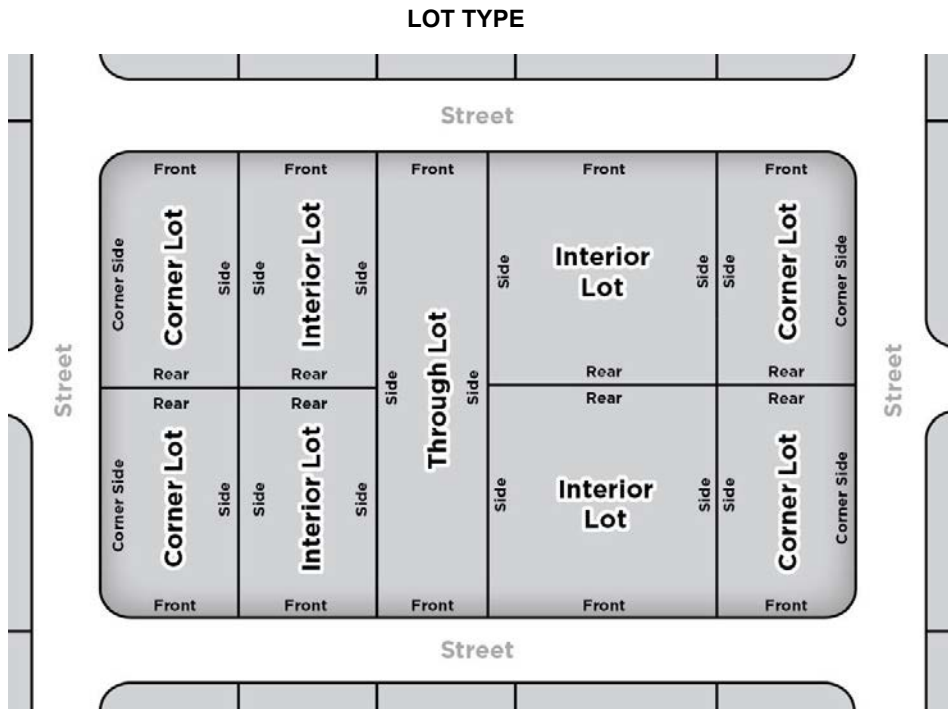 LOT TYPE
Street
Front Front Front Front Front
Corner Side Corner Lot Side Side Interior Lot Side Side Interior Lot Side Side Corner Lot Corner Side
Rear Rear Rear Rear
Street Side Through Lot Side Street
Rear Rear Rear Rear
Corner Side Corner Lot Side Side Interior Lot Side Side Interior Lot Side Side Corner Lot Corner Side
Front Front Front Front Front
Street